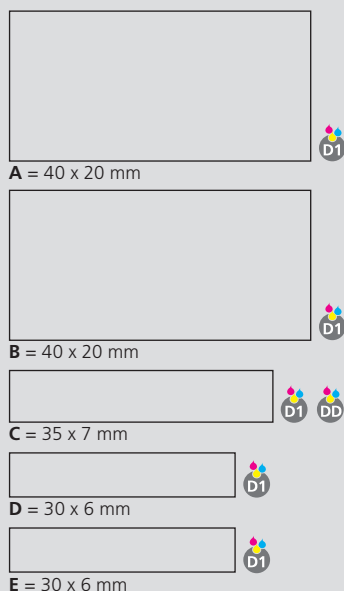 D1
A = 40 x 20 mm
D1
B = 40 x 20 mm
D1 DD
C = 35 x 7 mm
D1
D = 30 x 6 mm
D1
E = 30 x 6 mm